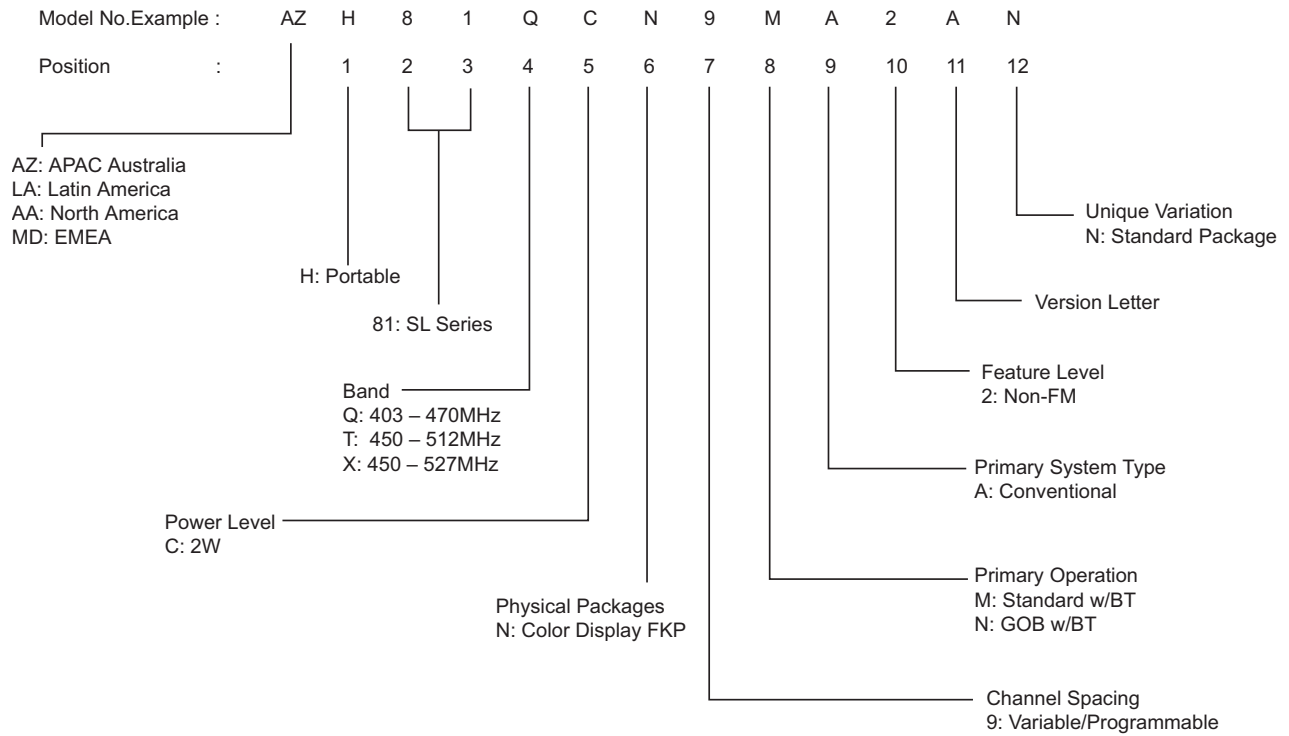 Model No.Example : AZ H 8 1 Q C N 9 M A 2 A N
Position : 1 2 3 4 5 6 7 8 9 10 11 12
AZ: APAC Australia
LA: Latin America
AA: North America
MD: EMEA
Unique Variation
N: Standard Package
H: Portable
Version Letter
81: SL Series
Feature Level
2: Non-FM
Band
Q: 403 – 470MHz
T: 450 – 512MHz
X: 450 – 527MHz
Primary System Type
A: Conventional
Power Level
C: 2W
Primary Operation
M: Standard w/BT
N: GOB w/BT
Physical Packages
N: Color Display FKP
Channel Spacing
9: Variable/Programmable